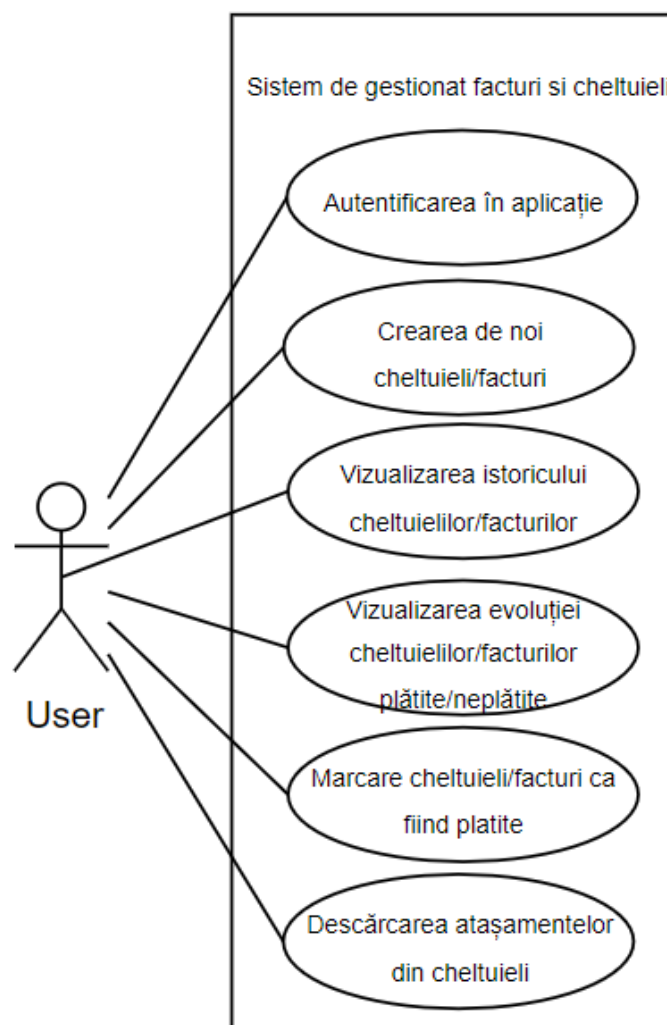 Sistem de gestionat facturi si cheltuieli
Autentificarea în aplicație
Crearea de noi
cheltuieli/facturi
Vizualizarea istoricului
cheltuielilor/facturilor
Vizualizarea evoluției
cheltuielilor/facturilor
plătite/neplătite
User
Marcare cheltuieli/facturi ca
fiind platite
Descărcarea atașamentelor
din cheltuieli